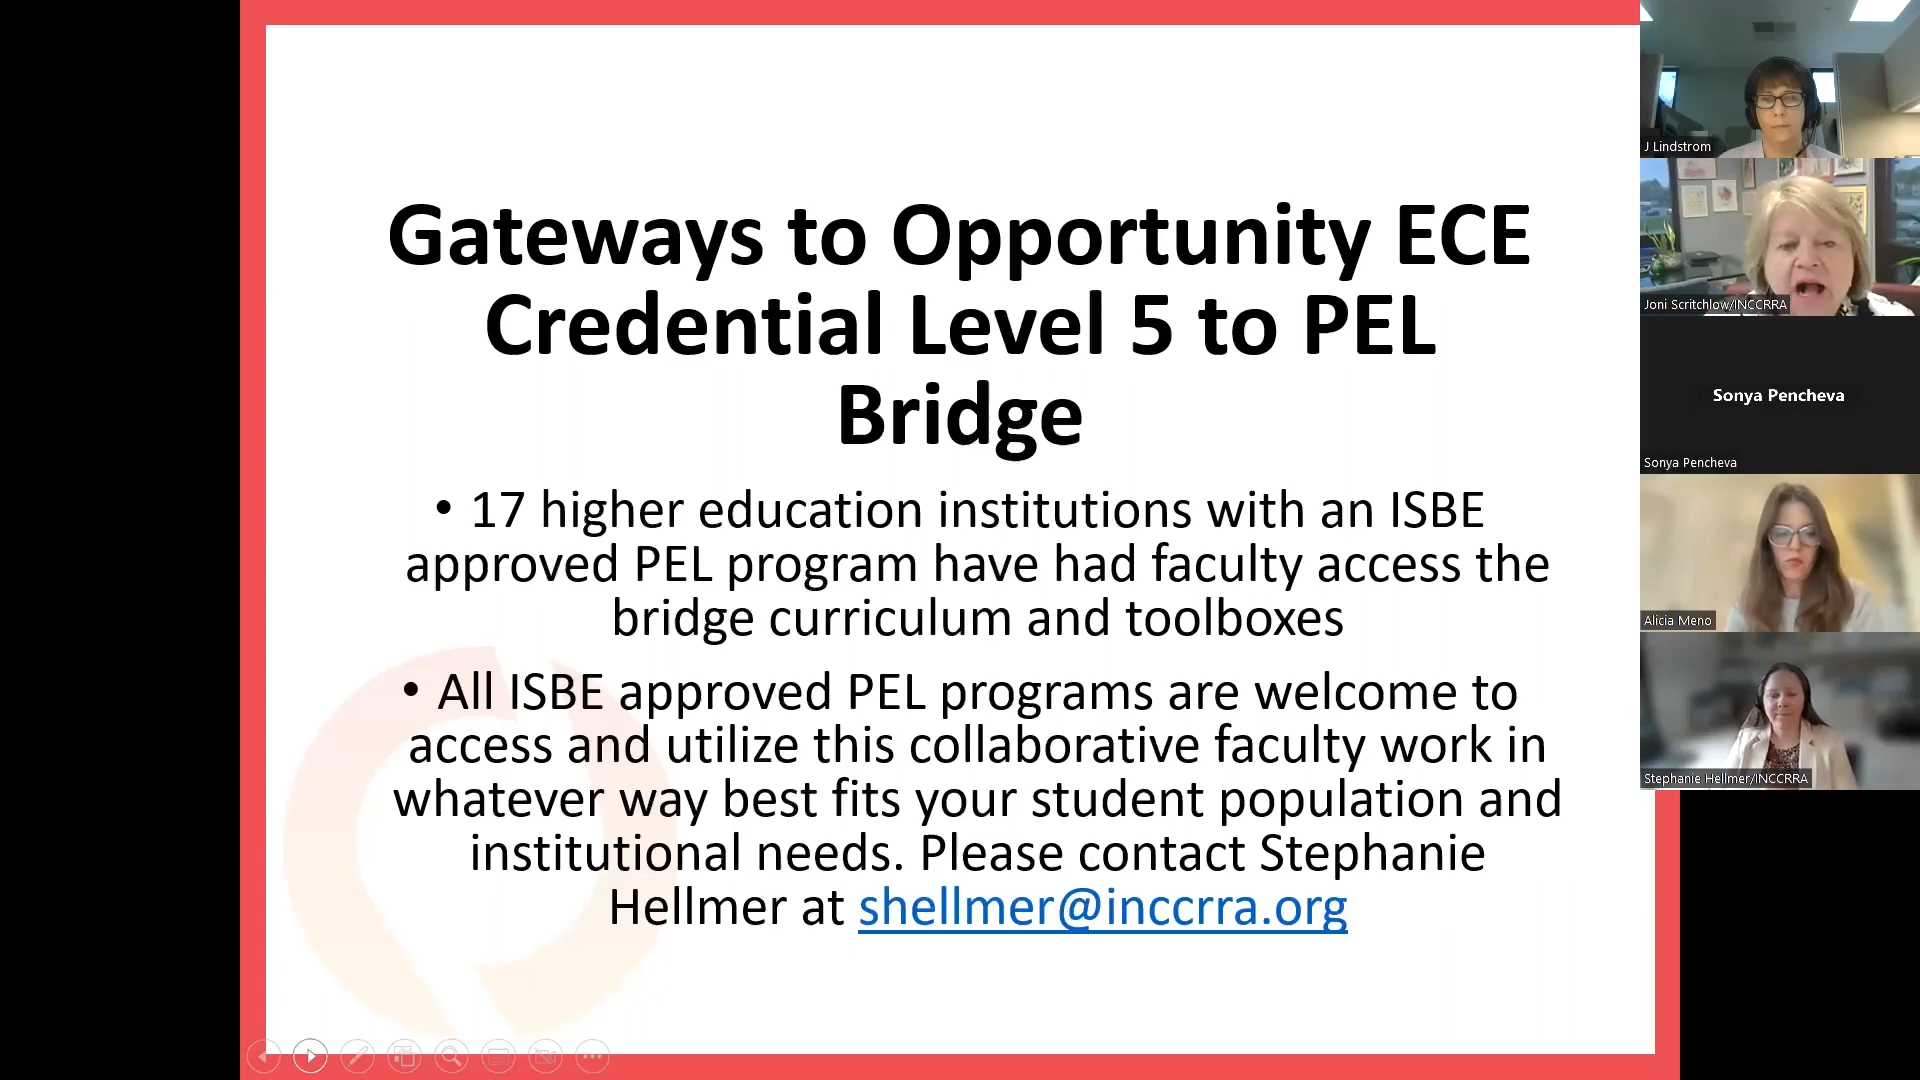 Gateways to Opportunity ECE
Credential Level 5 to PEL
Bridge
• 17 higher education institutions with an ISBE
approved PEL program have had faculty access the
bridge curriculum and toolboxes
• All ISBE approved PEL programs are welcome to
access and utilize this collaborative faculty work in
whatever way best fits your student population and
institutional needs. Please contact Stephanie
Hellmer at shellmer@inccrra.org
J Lindstrom
Joni Scritchlow/INCCRRA
Sonya Pencheva
Sonya Pencheva
Alicia Meno
Stephanie Hellmer/INCCRRA